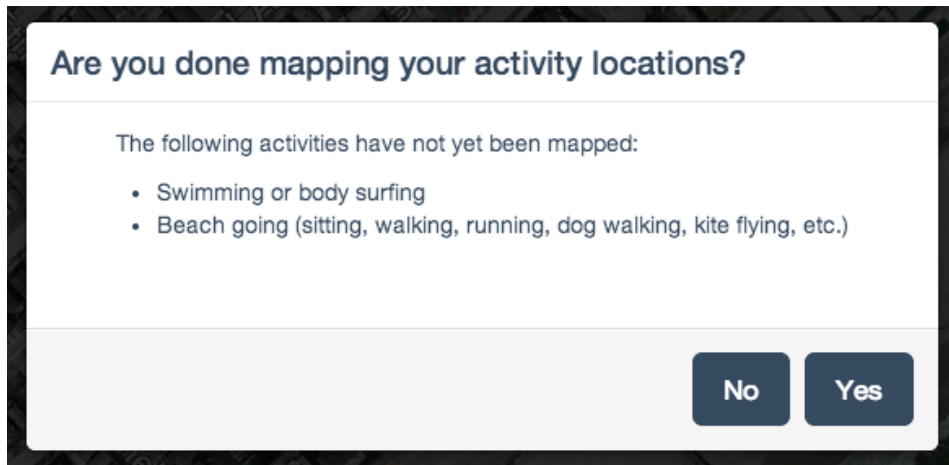 Are you done mapping your activity locations?
The following activities have not yet been mapped:
• Swimming or body surfing
• Beach going (sitting, walking, running, dog walking, kite flying, etc.)
No
Yes